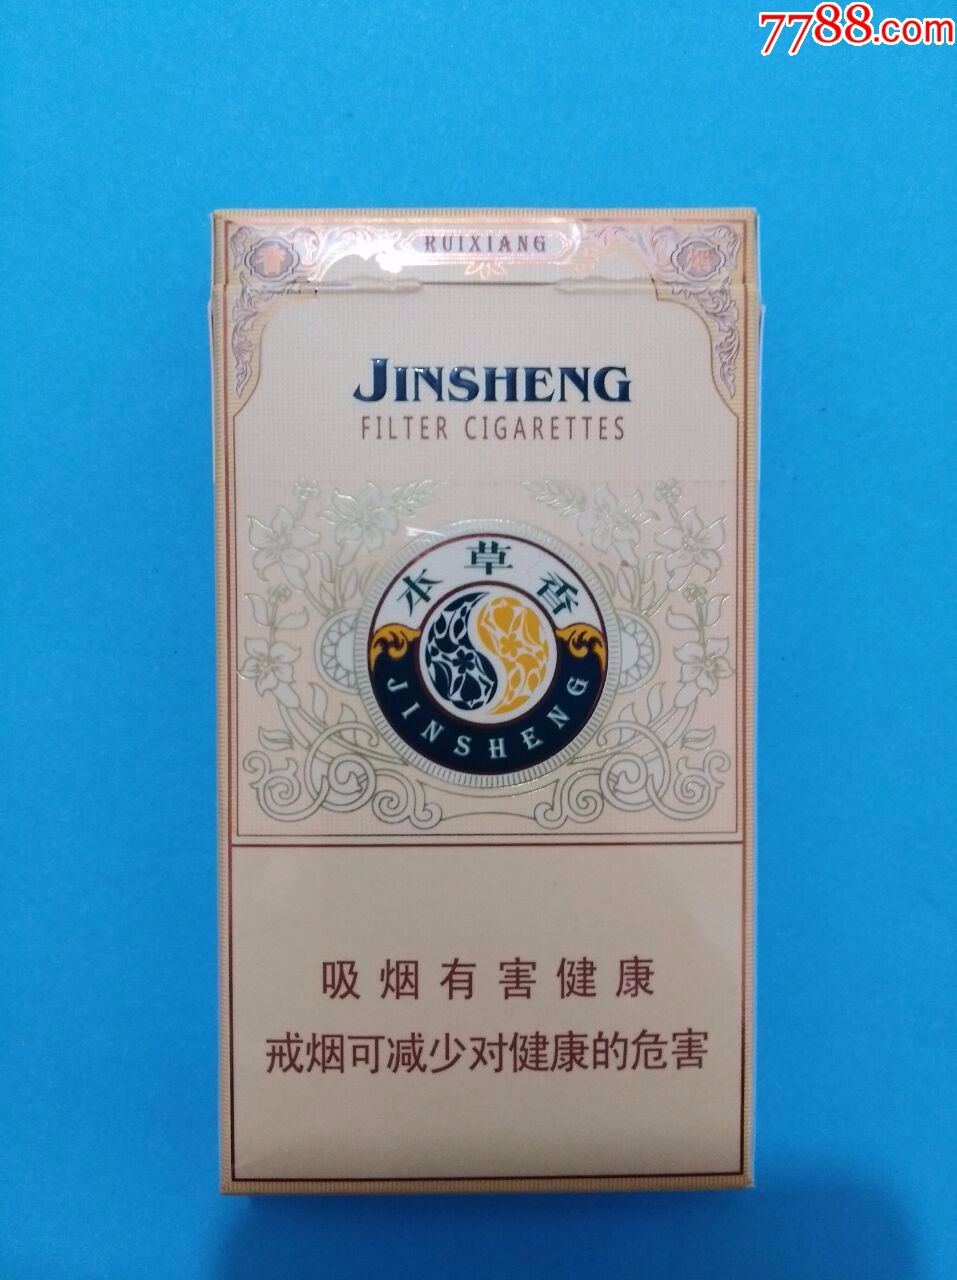 7788.com
RUIXIANG
JINSHENG
FILTER CIGARETTES
本草香
JINSHENG
吸烟有害健康
戒烟可减少对健康的危害